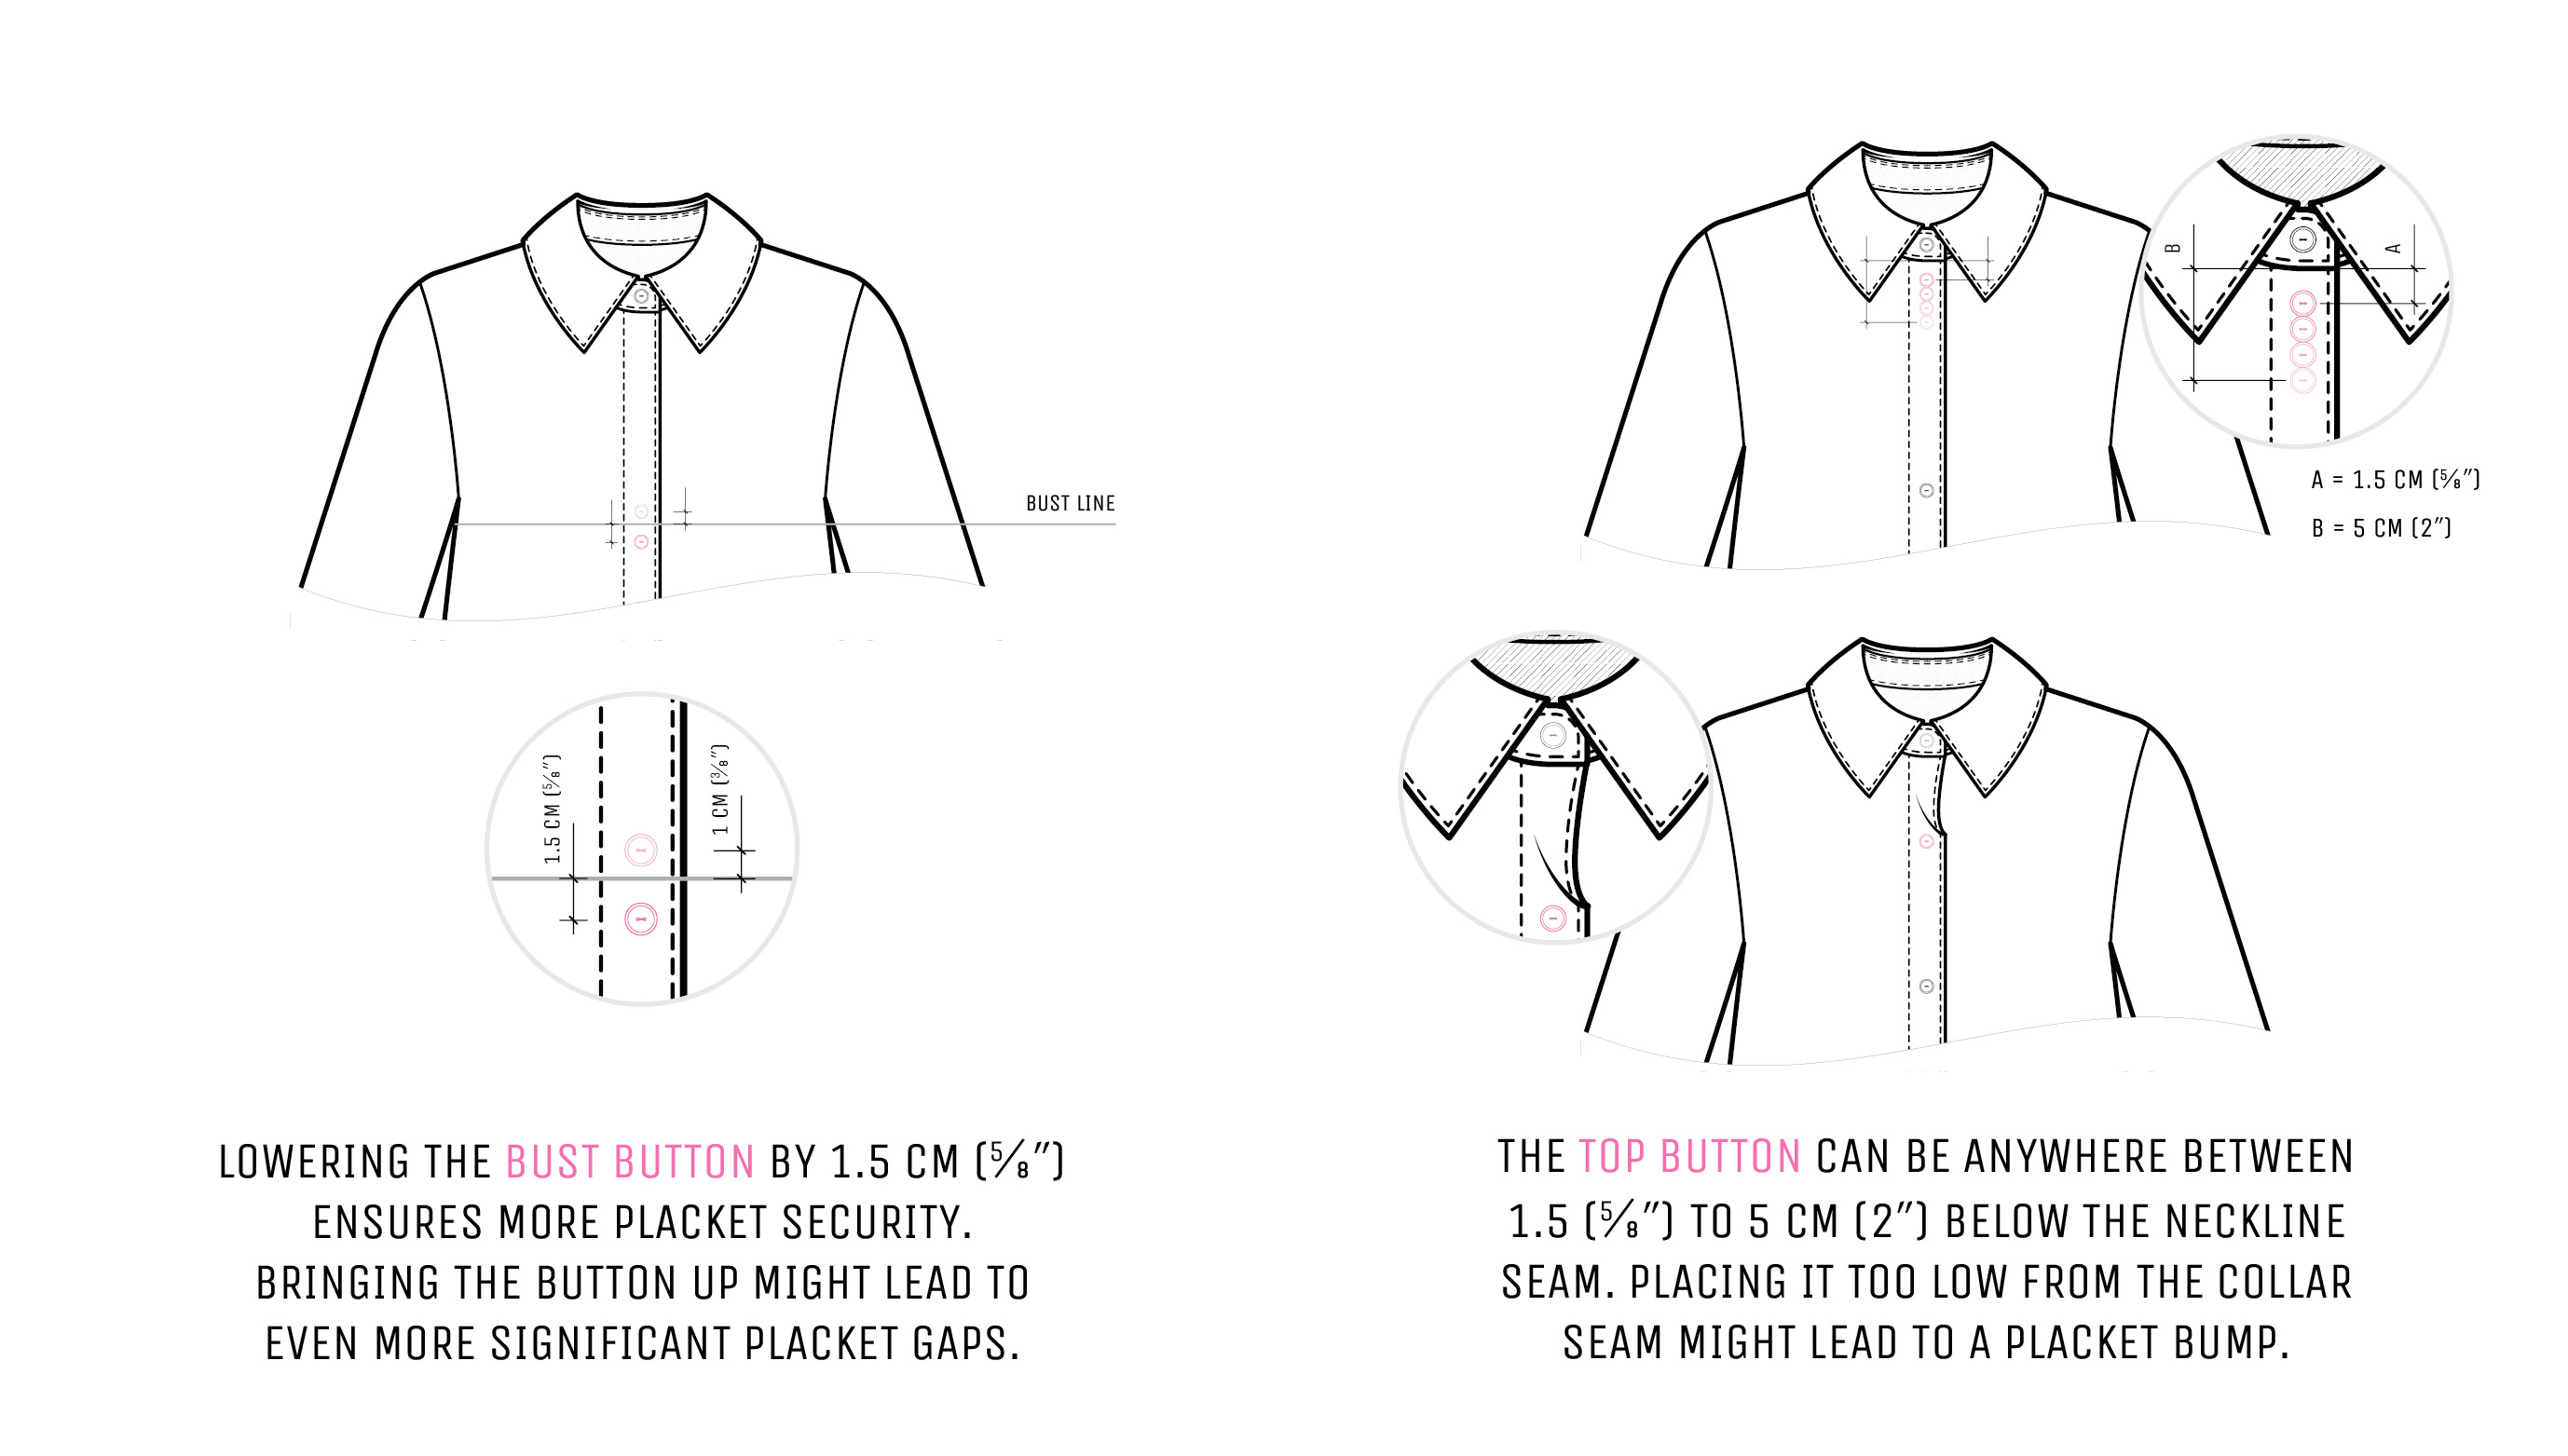 BUST LINE
1.5 CM (⅝″)
1 CM (⅜″)
LOWERING THE BUST BUTTON BY 1.5 CM (⅝″)
ENSURES MORE PLACKET SECURITY.
BRINGING THE BUTTON UP MIGHT LEAD TO
EVEN MORE SIGNIFICANT PLACKET GAPS.
B
A
A = 1.5 CM (⅝″)
B = 5 CM (2″)
THE TOP BUTTON CAN BE ANYWHERE BETWEEN
1.5 (⅝″) TO 5 CM (2″) BELOW THE NECKLINE
SEAM. PLACING IT TOO LOW FROM THE COLLAR
SEAM MIGHT LEAD TO A PLACKET BUMP.